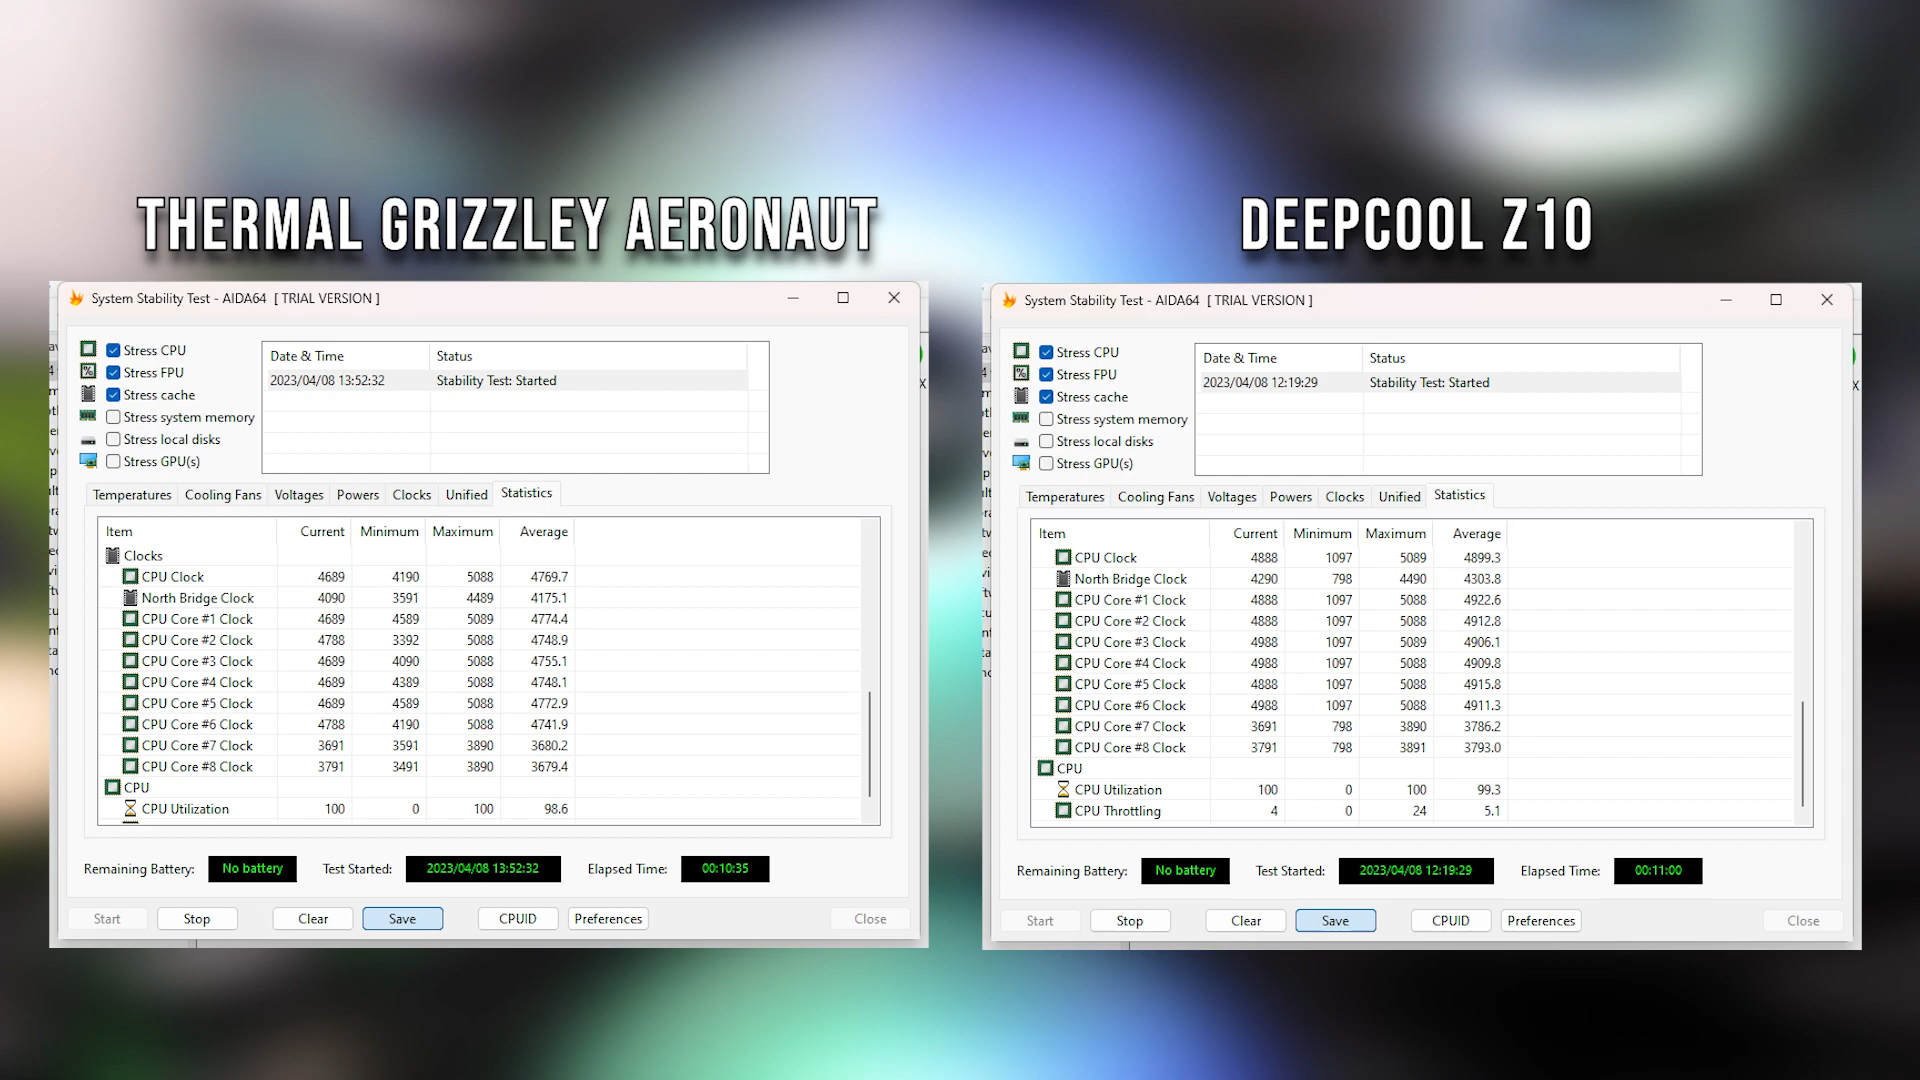 THERMAL GRIZZLEY AERONAUT
System Stability Test - AIDA64 [ TRIAL VERSION ]
Stress CPU
Stress FPU
Stress cache
Stress system memory
Stress local disks
Stress GPU(s)
Date & Time Status
2023/04/08 13:52:32 Stability Test: Started
Temperatures Cooling Fans Voltages Powers Clocks Unified Statistics
Item Current Minimum Maximum Average
Clocks
CPU Clock 4689 4190 5088 4769.7
North Bridge Clock 4090 3591 4489 4175.1
CPU Core #1 Clock 4689 4589 5089 4774.4
CPU Core #2 Clock 4788 3392 5088 4748.9
CPU Core #3 Clock 4689 4090 5088 4755.1
CPU Core #4 Clock 4689 4389 5088 4748.1
CPU Core #5 Clock 4689 4589 5088 4772.9
CPU Core #6 Clock 4788 4190 5088 4741.9
CPU Core #7 Clock 3691 3591 3890 3680.2
CPU Core #8 Clock 3791 3491 3890 3679.4
CPU
CPU Utilization 100 0 100 98.6
Remaining Battery: No battery Test Started: 2023/04/08 13:52:32 Elapsed Time: 00:10:35
Start Stop Clear Save CPUID Preferences Close
DEEPCOOL Z10
System Stability Test - AIDA64 [ TRIAL VERSION ]
Stress CPU
Stress FPU
Stress cache
Stress system memory
Stress local disks
Stress GPU(s)
Date & Time Status
2023/04/08 12:19:29 Stability Test: Started
Temperatures Cooling Fans Voltages Powers Clocks Unified Statistics
Item Current Minimum Maximum Average
CPU Clock 4888 1097 5089 4899.3
North Bridge Clock 4290 798 4490 4303.8
CPU Core #1 Clock 4888 1097 5088 4922.6
CPU Core #2 Clock 4888 1097 5088 4912.8
CPU Core #3 Clock 4988 1097 5089 4906.1
CPU Core #4 Clock 4988 1097 5088 4909.8
CPU Core #5 Clock 4888 1097 5088 4915.8
CPU Core #6 Clock 4988 1097 5088 4911.3
CPU Core #7 Clock 3691 798 3890 3786.2
CPU Core #8 Clock 3791 798 3891 3793.0
CPU
CPU Utilization 100 0 100 99.3
CPU Throttling 4 0 24 5.1
Remaining Battery: No battery Test Started: 2023/04/08 12:19:29 Elapsed Time: 00:11:00
Start Stop Clear Save CPUID Preferences Close